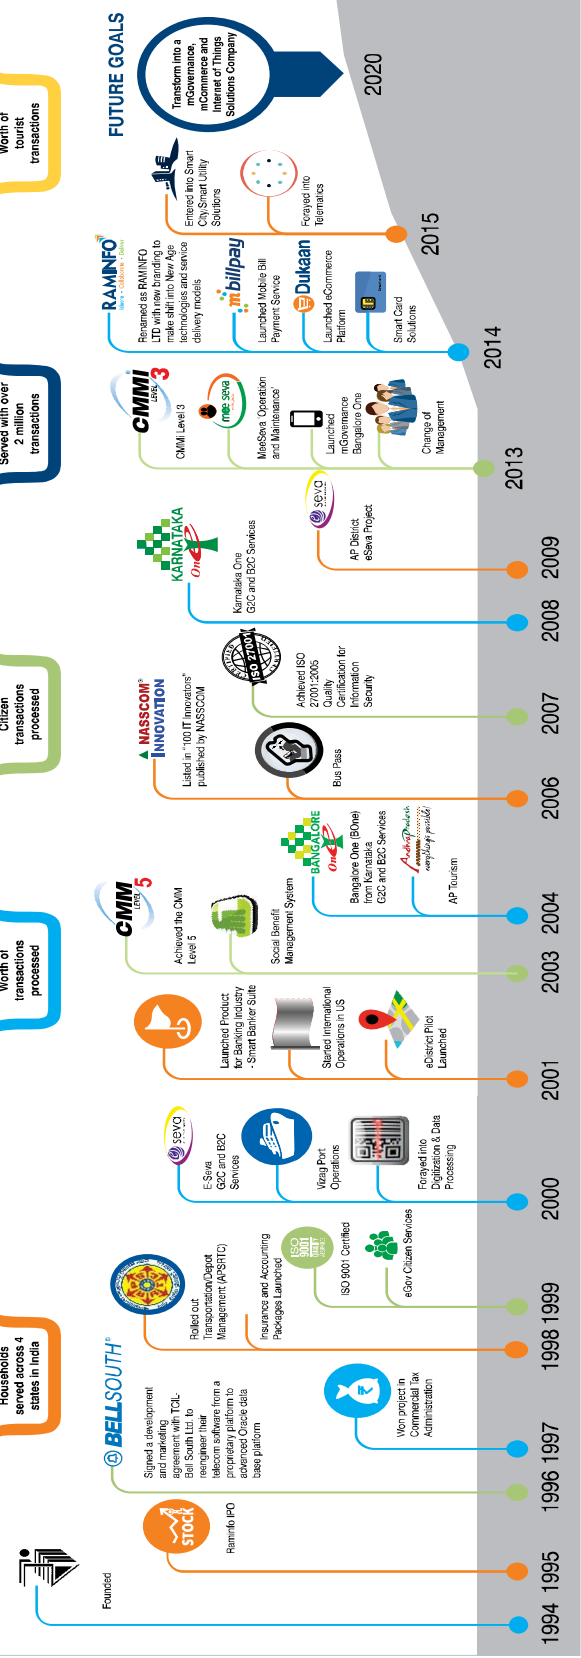 Households
served across 4
states in India
Worth of
transactions
processed
Citizen
transactions
processed
Served with over
2 million
transactions
Worth of
tourist
transactions
Founded
1994
STOCK
Raminfo IPO
1995
BELLSOUTH®
Signed a development
and marketing
agreement with TCIL-
Bell South Ltd. to
reengineer their
telecom software from a
proprietary platform to
advanced Oracle data
base platform
1996
Won project in
Commercial Tax
Administration
1997
Rolled out
Transportation/Depot
Management (APSRTC)
Insurance and Accounting
Packages Launched
1998
ISO
9001
QUALITY
ISO 9001 Certified
eGov Citizen Services
1999
seva
E-Seva
G2C and B2C
Services
Vizag Port
Operations
Forayed into
Digitization & Data
Processing
2000
Launched Product
for Banking Industry
- Smart Banker Suite
Started International
Operations in US
eDistrict Pilot
Launched
2001
CMM
LEVEL 5
Achieved the CMM
Level 5
Social Benefit
Management System
2003
BANGALORE
One
Bangalore One (BOne)
from Karnataka
G2C and B2C Services
Andhra Pradesh
everything's possible!
AP Tourism
2004
NASSCOM®
INNOVATION
Listed in "100 IT Innovators"
published by NASSCOM
Bus Pass
2006
CERTIFIED
ISO 27001
Achieved ISO
27001:2005
Quality
Certification for
Information
Security
2007
KARNATAKA
One
Karnataka One
G2C and B2C Services
2008
seva
AP District
eSeva Project
2009
CMMI
LEVEL 3
CMMi Level 3
mee seva
MeeSeva 'Operation
and Maintenance'
Launched
mGovernance
Bangalore One
Change of
Management
2013
RAMINFO
Renamed as RAMINFO
LTD with new branding to
make shift into New Age
technologies and service
delivery models
mbillpay
Launched Mobile Bill
Payment Service
Dukaan
Launched eCommerce
Platform
Smart Card
Solutions
2014
Entered into Smart
City/Smart Utility
Solutions
Forayed into
Telematics
2015
FUTURE GOALS
Transform into a
mGovernance,
mCommerce and
Internet of Things
Solutions Company
2020